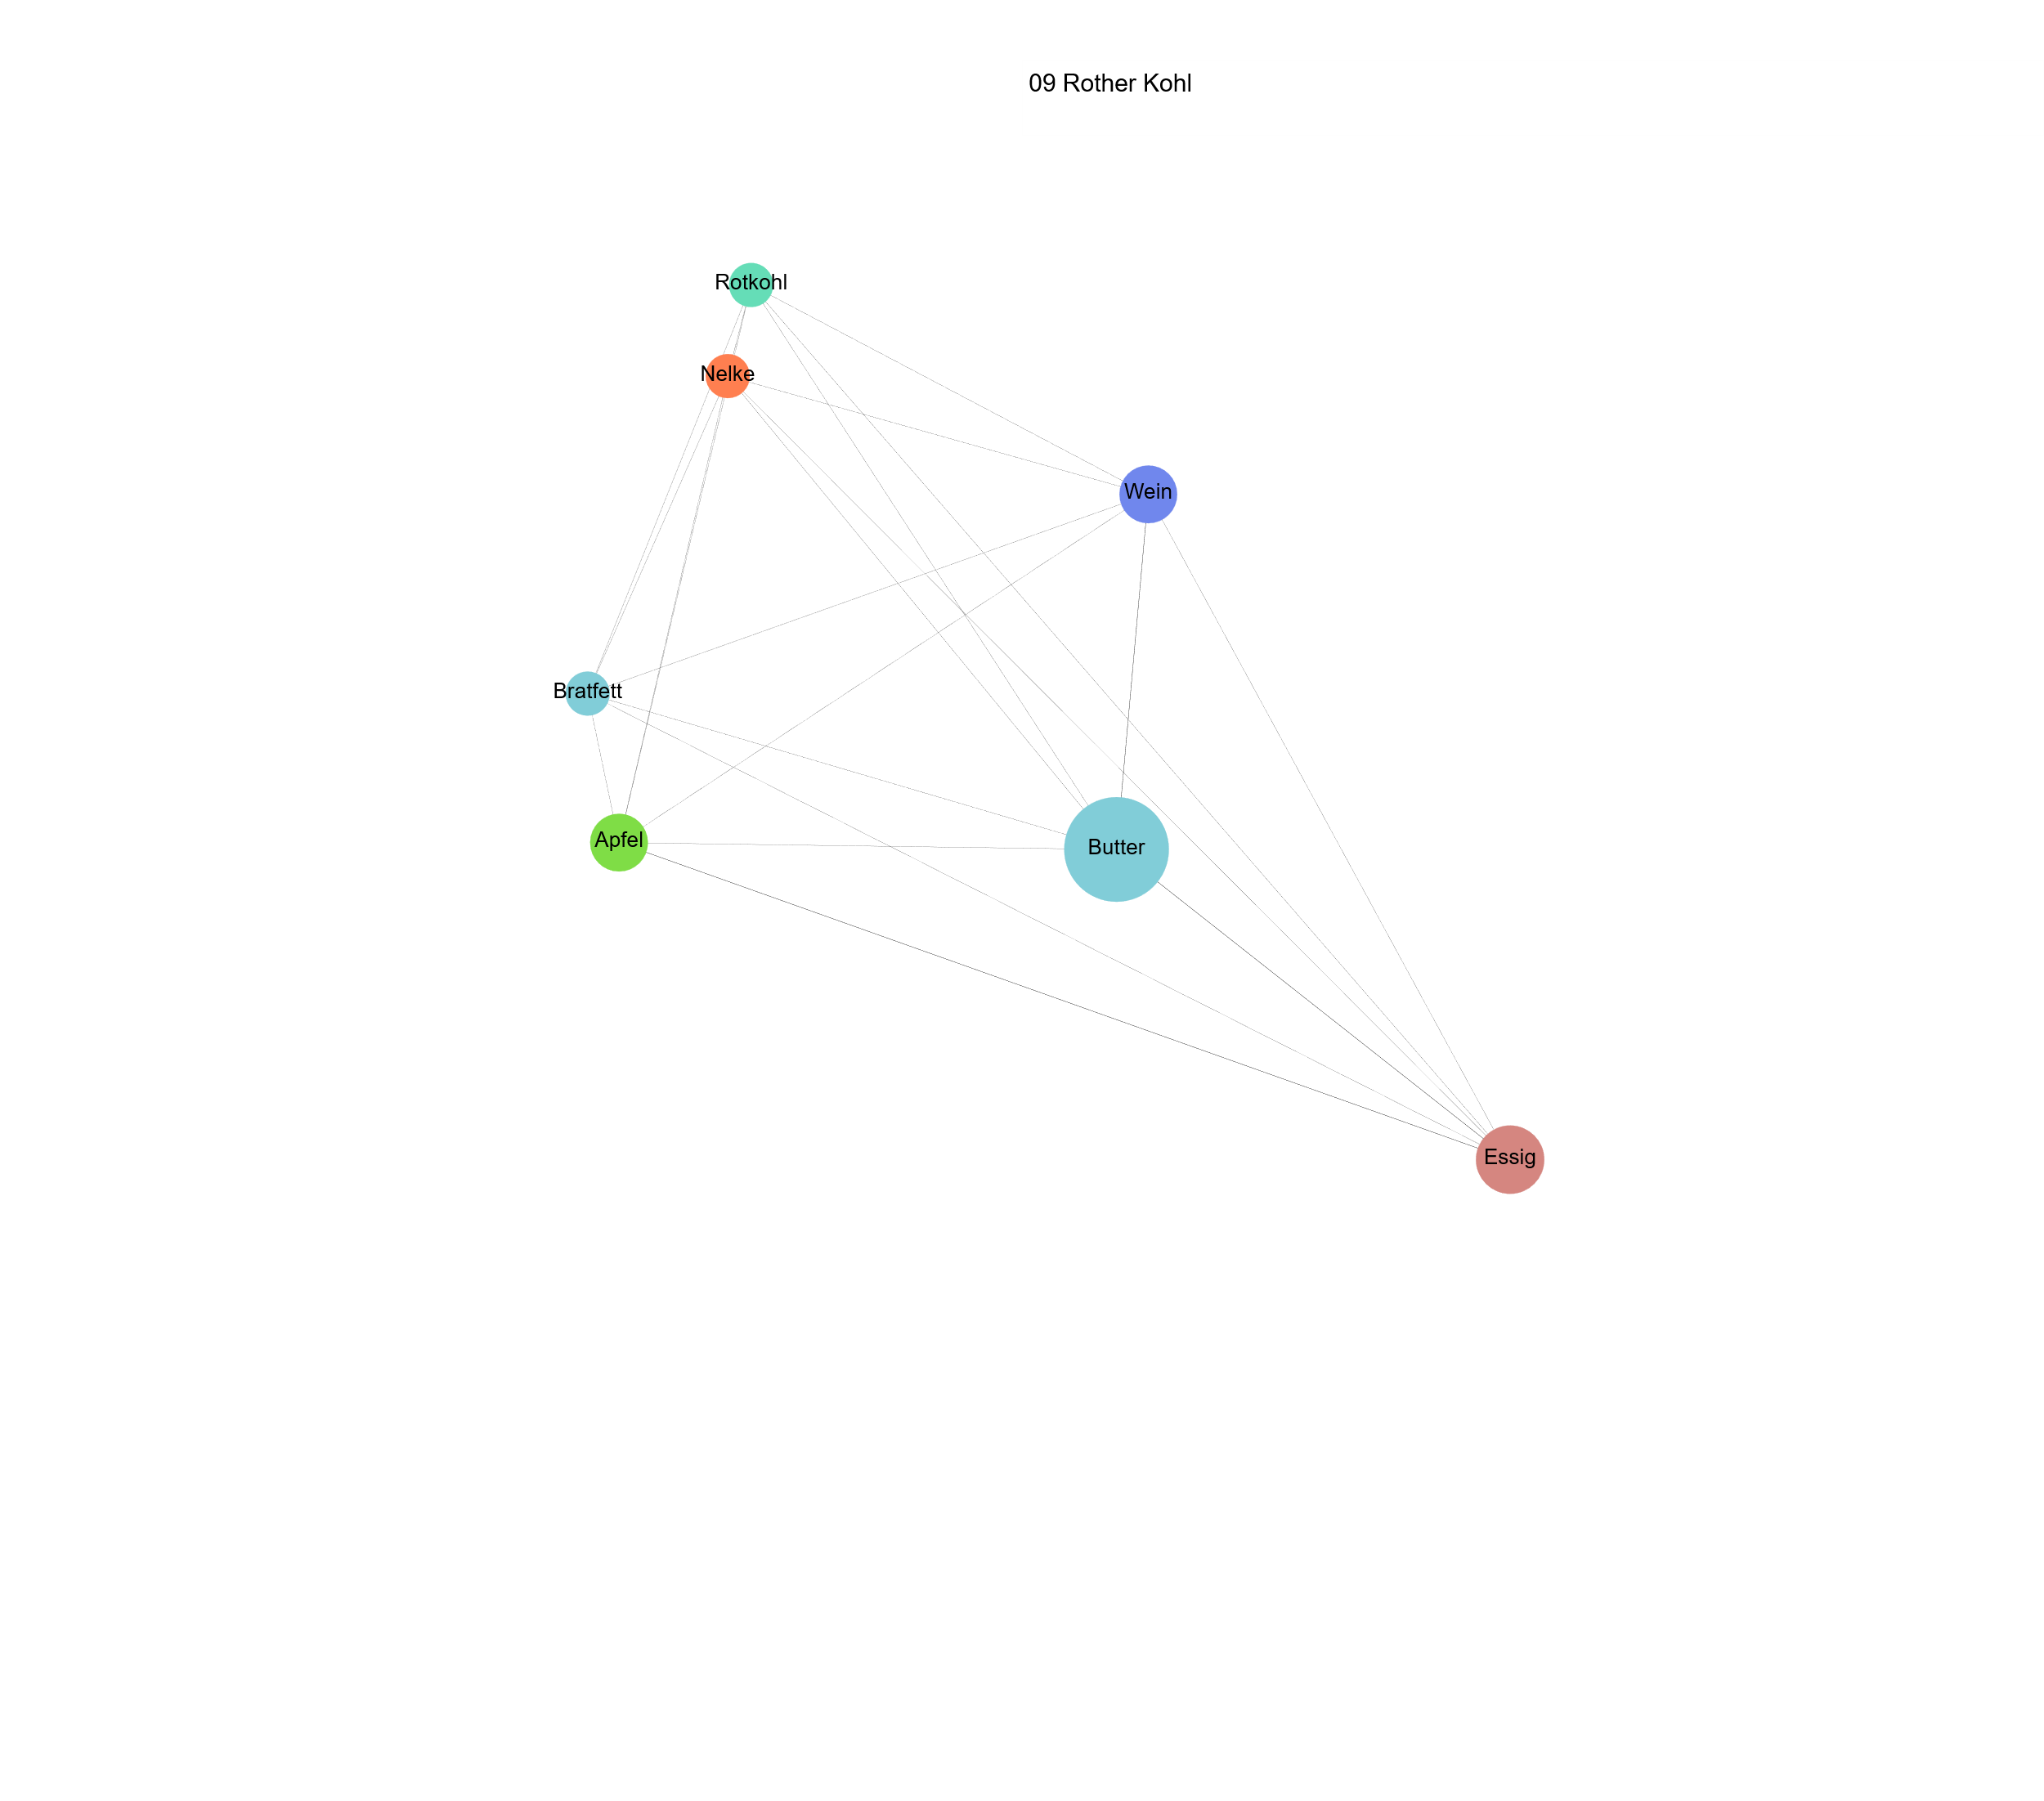 09 Rother Kohl
Rotkohl
Nelke
Wein
Bratfett
Apfel
Butter
Essig